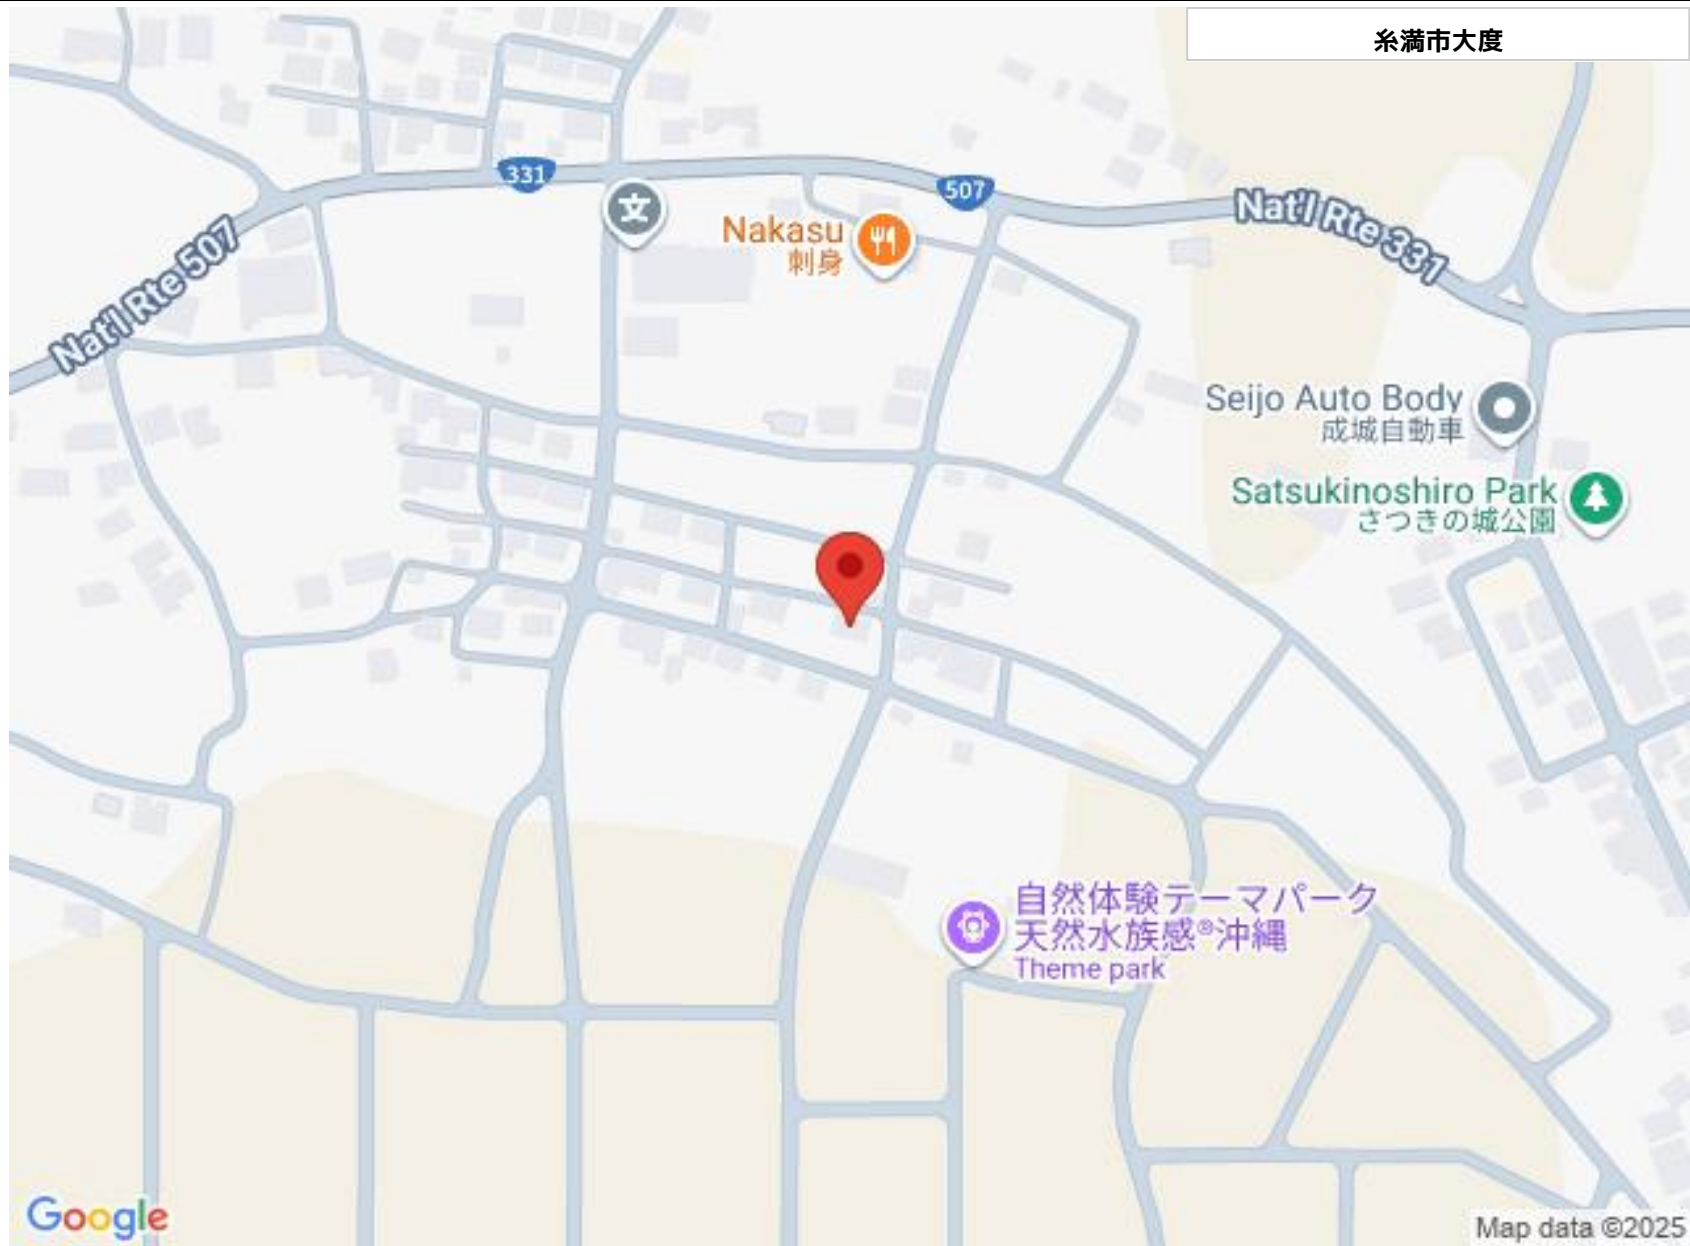 糸満市大度
331
文
507
Nat'l Rte 507
Nat'l Rte 331
Nakasu
刺身
Seijo Auto Body
成城自動車
Satsukinoshiro Park
さつきの城公園
自然体験テーマパーク
天然水族感®沖縄
Theme park
Google
Map data ©2025